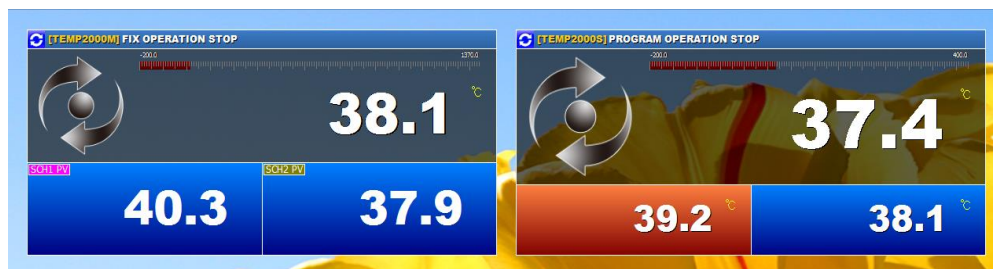 [TEMP2000M] FIX OPERATION STOP
-200.0 1370.0
38.1 ℃
SCH1 PV SCH2 PV
40.3 37.9
[TEMP2000S] PROGRAM OPERATION STOP
-200.0 400.0
37.4 ℃
39.2 ℃ 38.1 ℃